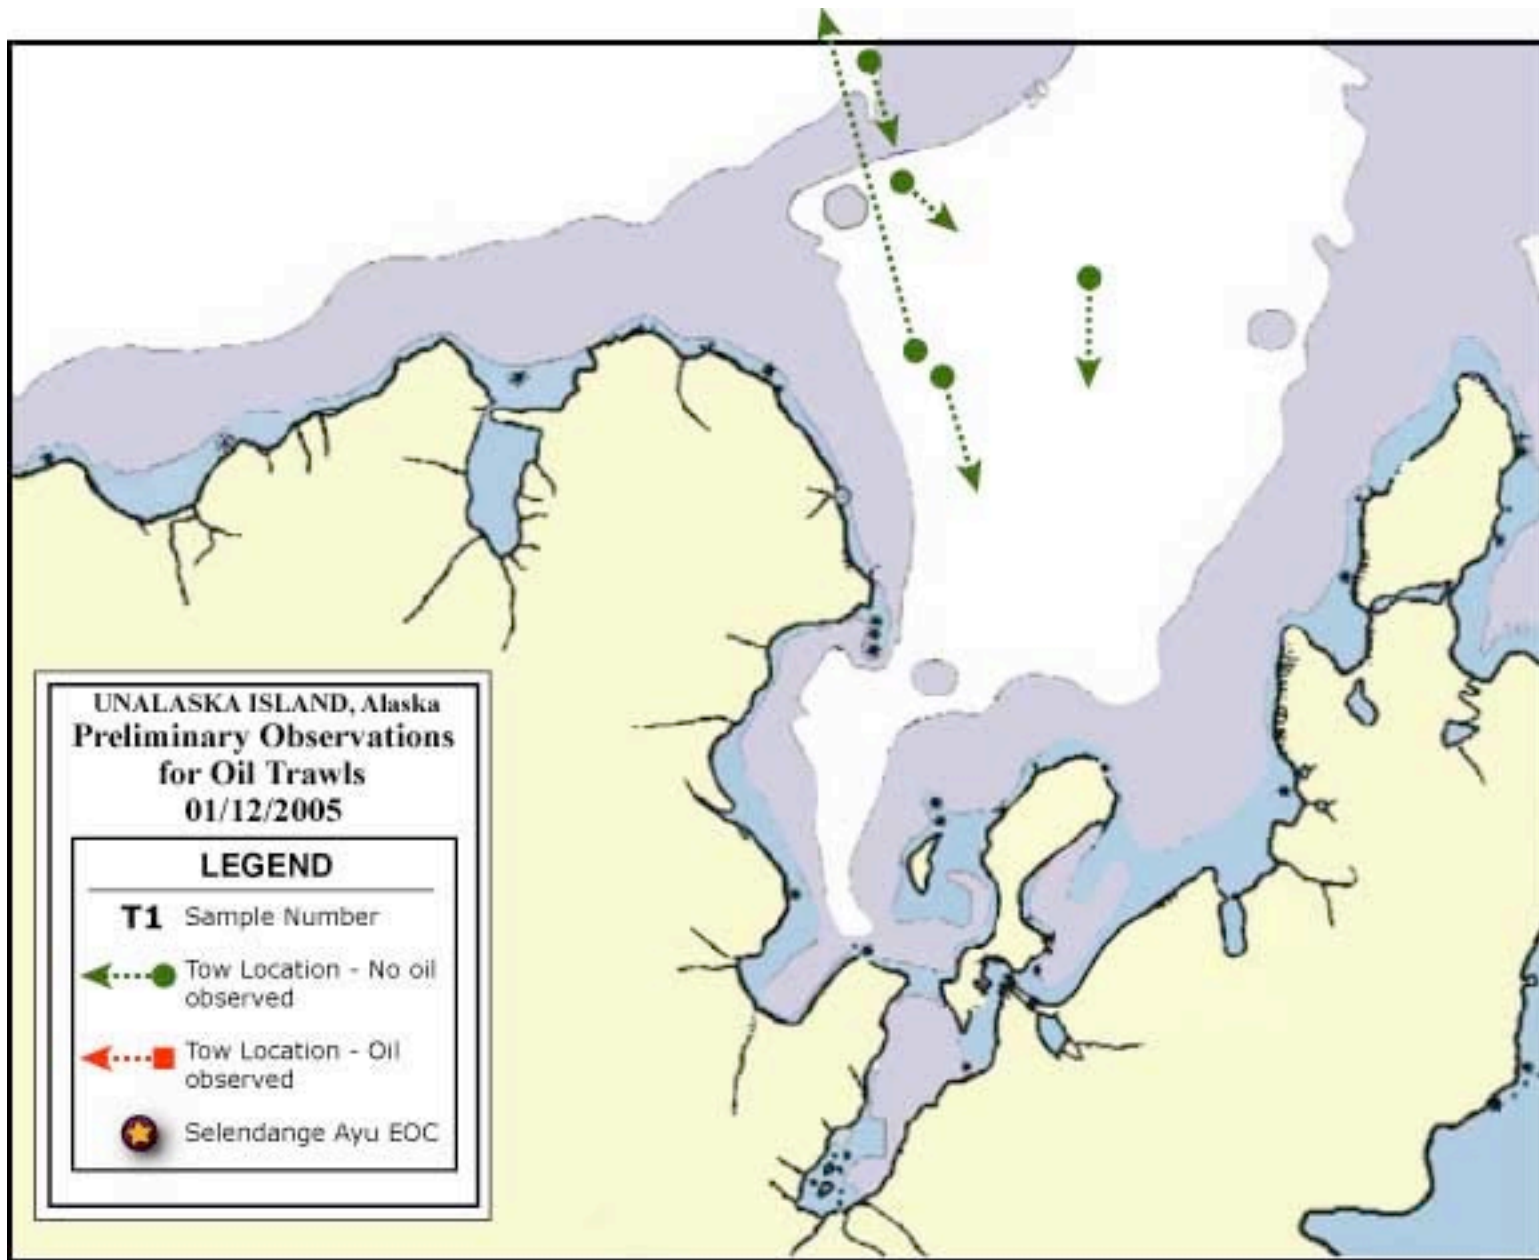 UNALASKA ISLAND, Alaska
Preliminary Observations
for Oil Trawls
01/12/2005
LEGEND
T1 Sample Number
Tow Location - No oil
observed
Tow Location - Oil
observed
Selendange Ayu EOC